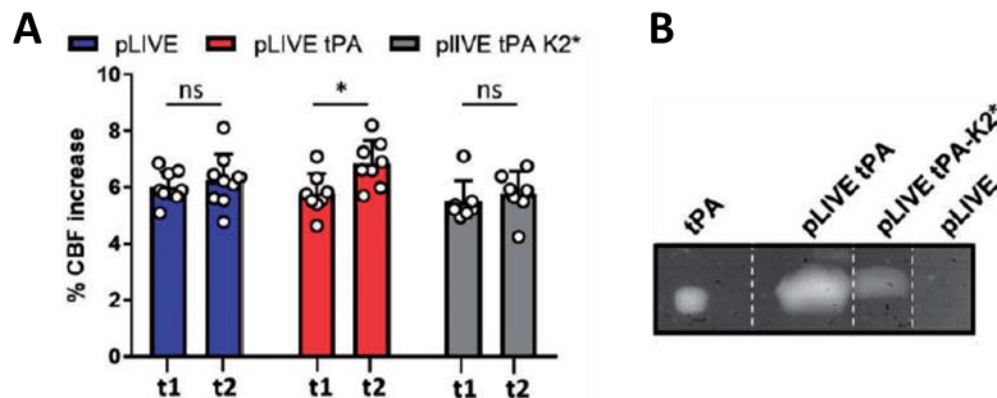 A
pLIVE pLIVE tPA plIVE tPA K2*
% CBF increase
10
8
6
4
2
0
ns * ns
t1 t2 t1 t2 t1 t2
B
tPA
pLIVE tPA
pLIVE tPA-K2*
pLIVE